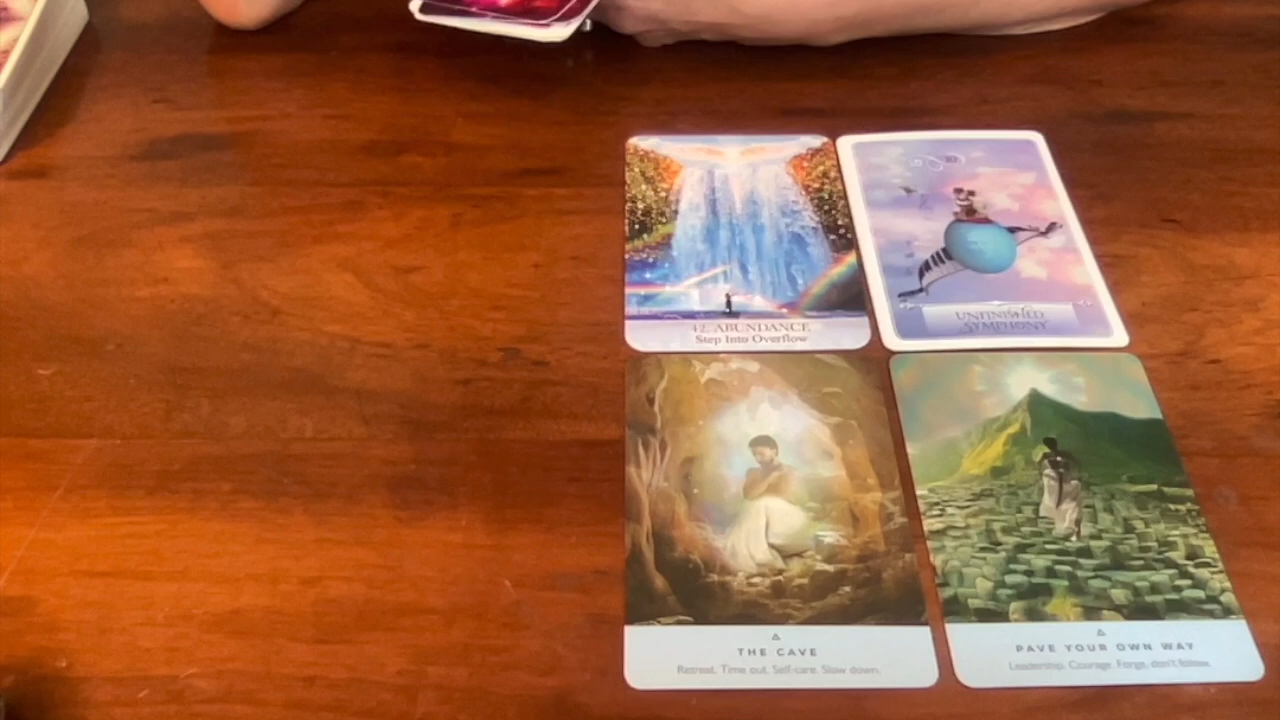 42. ABUNDANCE
Step Into Overflow
UNFINISHED
SYMPHONY
THE CAVE
Retreat. Time out. Self-care. Slow down.
PAVE YOUR OWN WAY
Leadership. Courage. Forge, don't follow.